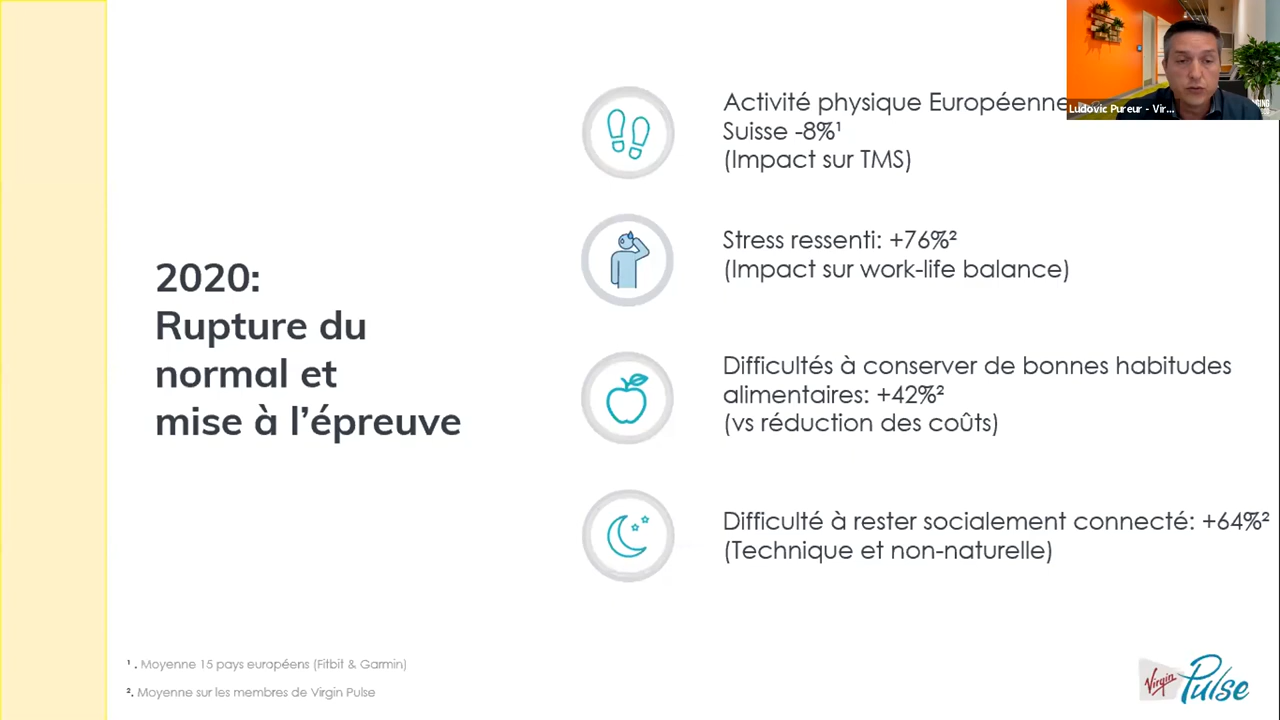 Activité physique Européenne
Suisse -8%¹
(Impact sur TMS)
Ludovic Pureur - Vir...
Stress ressenti: +76%²
(Impact sur work-life balance)
2020:
Rupture du
normal et
mise à l’épreuve
Difficultés à conserver de bonnes habitudes
alimentaires: +42%²
(vs réduction des coûts)
Difficulté à rester socialement connecté: +64%²
(Technique et non-naturelle)
¹ . Moyenne 15 pays européens (Fitbit & Garmin)
². Moyenne sur les membres de Virgin Pulse
Virgin Pulse